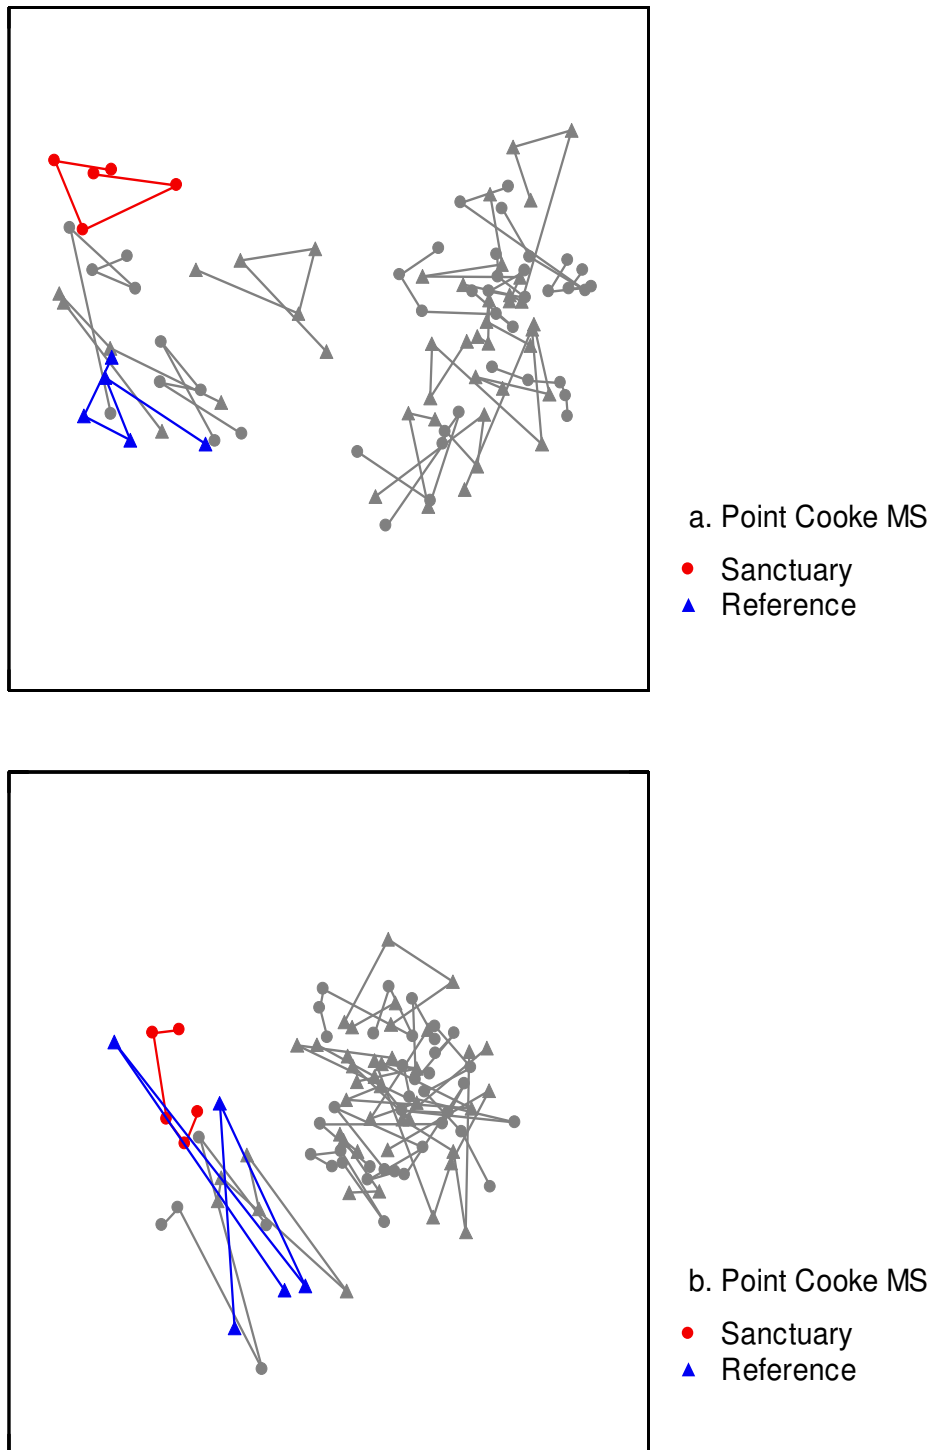 a. Point Cooke MS
Sanctuary
Reference
b. Point Cooke MS
Sanctuary
Reference